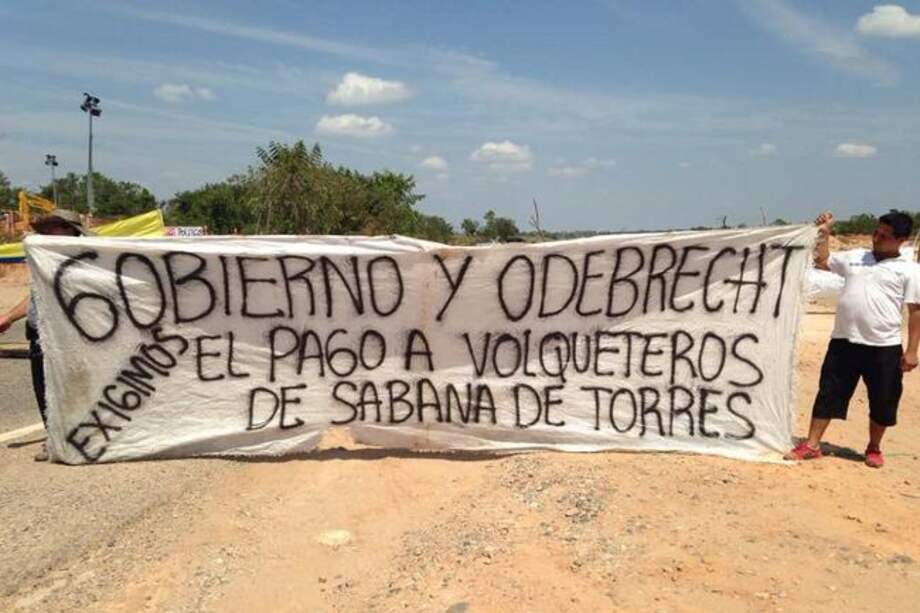 GOBIERNO Y ODEBRECHT
EXIGIMOS
EL PAGO A VOLQUETEROS
DE SABANA DE TORRES